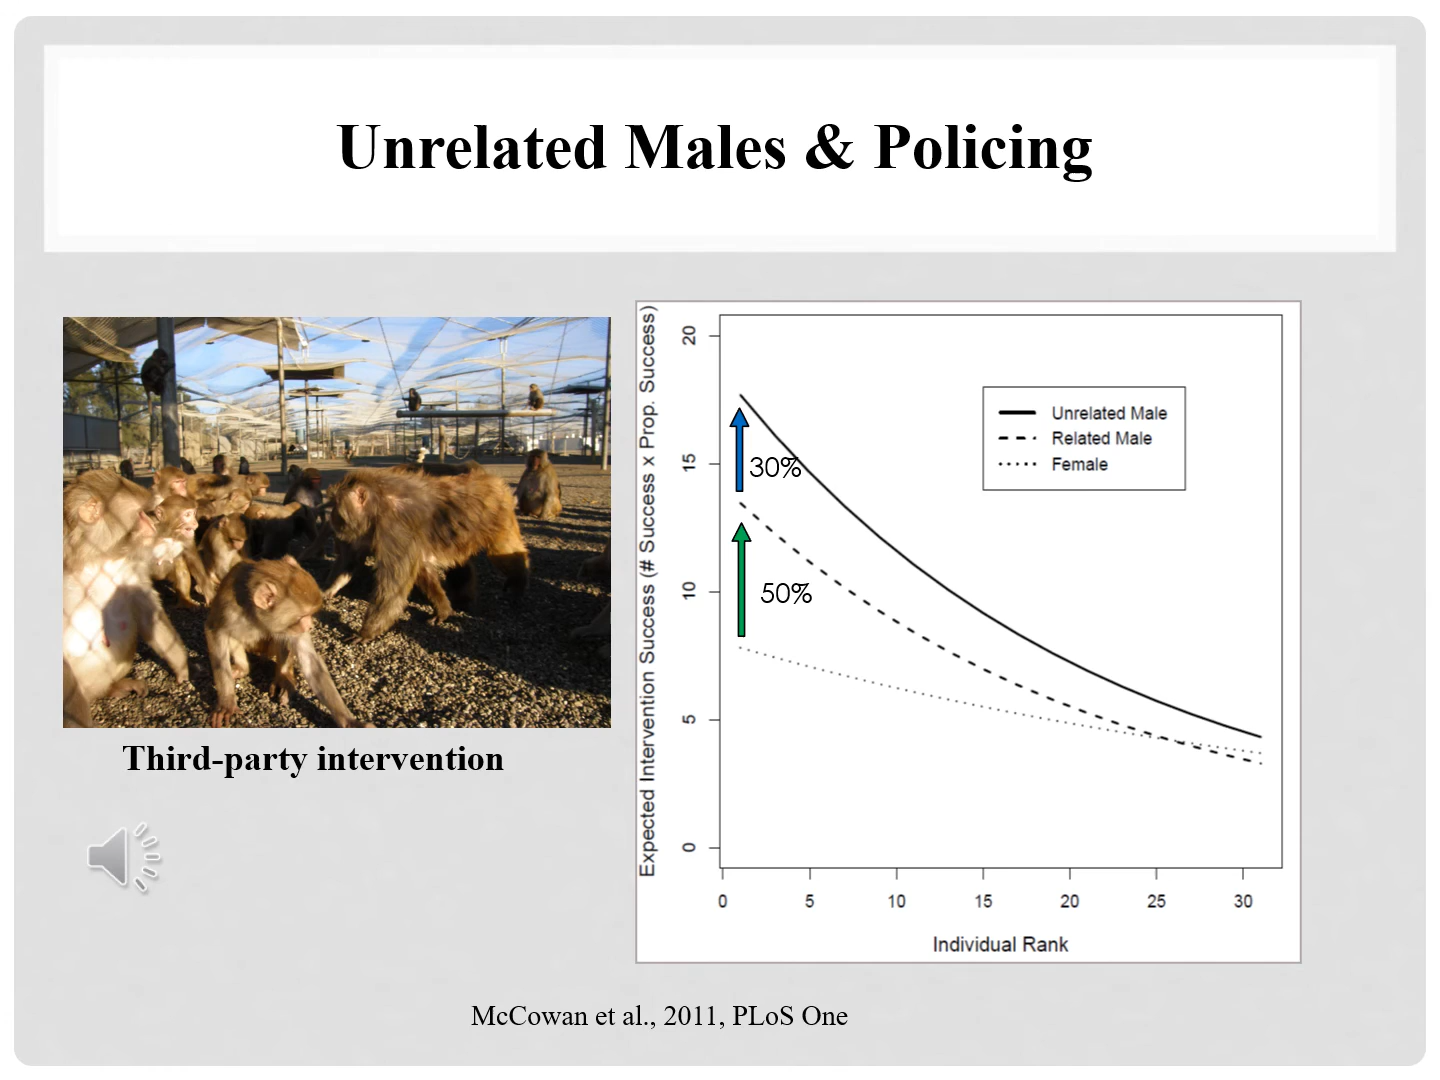 Unrelated Males & Policing
Third-party intervention
Expected Intervention Success (# Success x Prop. Success)
20
15
10
5
0
30%
50%
Unrelated Male
Related Male
Female
0 5 10 15 20 25 30
Individual Rank
McCowan et al., 2011, PLoS One